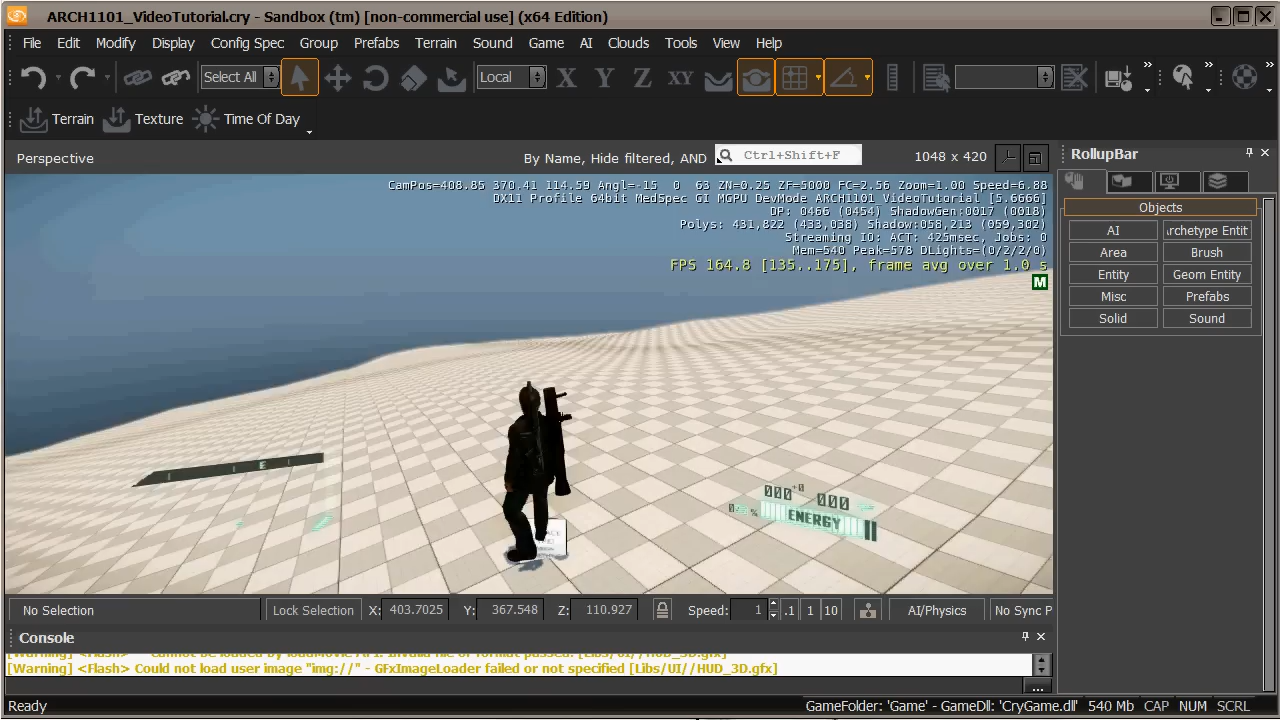 ARCH1101_VideoTutorial.cry - Sandbox (tm) [non-commercial use] (x64 Edition)
File Edit Modify Display Config Spec Group Prefabs Terrain Sound Game AI Clouds Tools View Help
Select All Local X Y Z XY
Terrain Texture Time Of Day
Perspective By Name, Hide filtered, AND Ctrl+Shift+F 1048 x 420
RollupBar
CamPos=408.85 370.41 114.59 Angl=-15 0 63 ZN=0.25 ZF=5000 FC=2.56 Zoom=1.00 Speed=6.88
DX11 Profile 64bit MedSpec GI MGPU DevMode ARCH1101_VideoTutorial [5.6666]
DP: 0466 (0454) ShadowGen:0017 (0018)
Polys: 431,822 (433,038) Shadow:058,213 (059,302)
Streaming IO: ACT: 425msec, Jobs: 0
Mem=540 Peak=578 DLights=(0/2/2/0)
FPS 164.8 [135..175], frame avg over 1.0 s
M
Objects
AI rchetype Entit
Area Brush
Entity Geom Entity
Misc Prefabs
Solid Sound
E
000 +0 000
ENERGY
No Selection Lock Selection X: 403.7025 Y: 367.548 Z: 110.927 Speed: 1 .1 1 10 AI/Physics No Sync P
Console
[Warning] <Flash> Could not load user image "img://" - GFxImageLoader failed or not specified [Libs/UI//HUD_3D.gfx]
...
Ready GameFolder: 'Game' - GameDll: 'CryGame.dll' 540 Mb CAP NUM SCRL